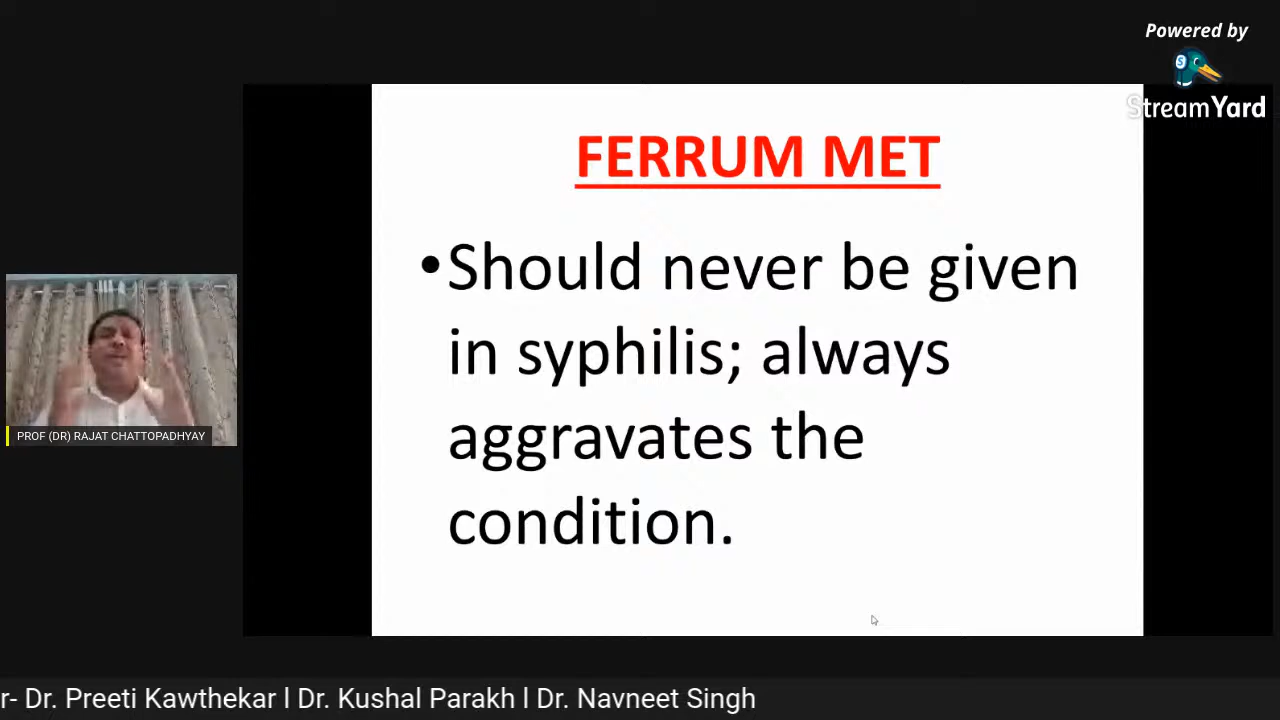 Powered by
StreamYard
FERRUM MET
•Should never be given
in syphilis; always
aggravates the
condition.
PROF (DR) RAJAT CHATTOPADHYAY
r- Dr. Preeti Kawthekar l Dr. Kushal Parakh l Dr. Navneet Singh